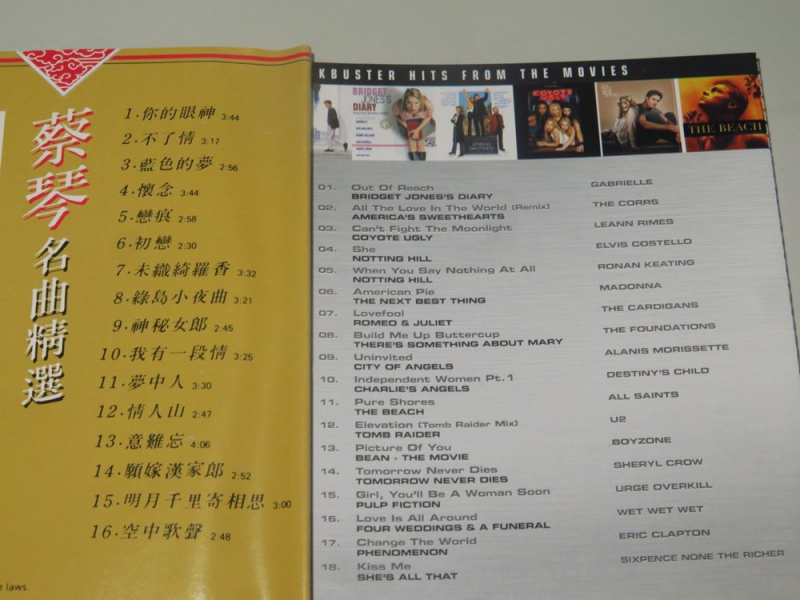 蔡琴名曲精選
1.你的眼神 3:44
2.不了情 3:17
3.藍色的夢 2:56
4.懷念 3:44
5.戀痕 2:58
6.初戀 2:30
7.未織綺羅香 3:32
8.綠島小夜曲 3:21
9.神秘女郎 2:45
10.我有一段情 3:25
11.夢中人 3:30
12.情人山 2:47
13.意難忘 4:06
14.願嫁漢家郎 2:52
15.明月千里寄相思 3:00
16.空中歌聲 2:48
laws.
KBUSTER HITS FROM THE MOVIES
BRIDGET JONES'S DIARY
COYOTE UGLY
THE BEACH
01. Out Of Reach GABRIELLE
BRIDGET JONES'S DIARY
02. All The Love In The World (Remix) THE CORRS
AMERICA'S SWEETHEARTS
03. Can't Fight The Moonlight LEANN RIMES
COYOTE UGLY
04. She ELVIS COSTELLO
NOTTING HILL
05. When You Say Nothing At All RONAN KEATING
NOTTING HILL
06. American Pie MADONNA
THE NEXT BEST THING
07. Lovefool THE CARDIGANS
ROMEO & JULIET
08. Build Me Up Buttercup THE FOUNDATIONS
THERE'S SOMETHING ABOUT MARY
09. Uninvited ALANIS MORISSETTE
CITY OF ANGELS
10. Independent Women Pt.1 DESTINY'S CHILD
CHARLIE'S ANGELS
11. Pure Shores ALL SAINTS
THE BEACH
12. Elevation (Tomb Raider Mix) U2
TOMB RAIDER
13. Picture Of You BOYZONE
BEAN - THE MOVIE
14. Tomorrow Never Dies SHERYL CROW
TOMORROW NEVER DIES
15. Girl, You'll Be A Woman Soon URGE OVERKILL
PULP FICTION
16. Love Is All Around WET WET WET
FOUR WEDDINGS & A FUNERAL
17. Change The World ERIC CLAPTON
PHENOMENON
18. Kiss Me SIXPENCE NONE THE RICHER
SHE'S ALL THAT